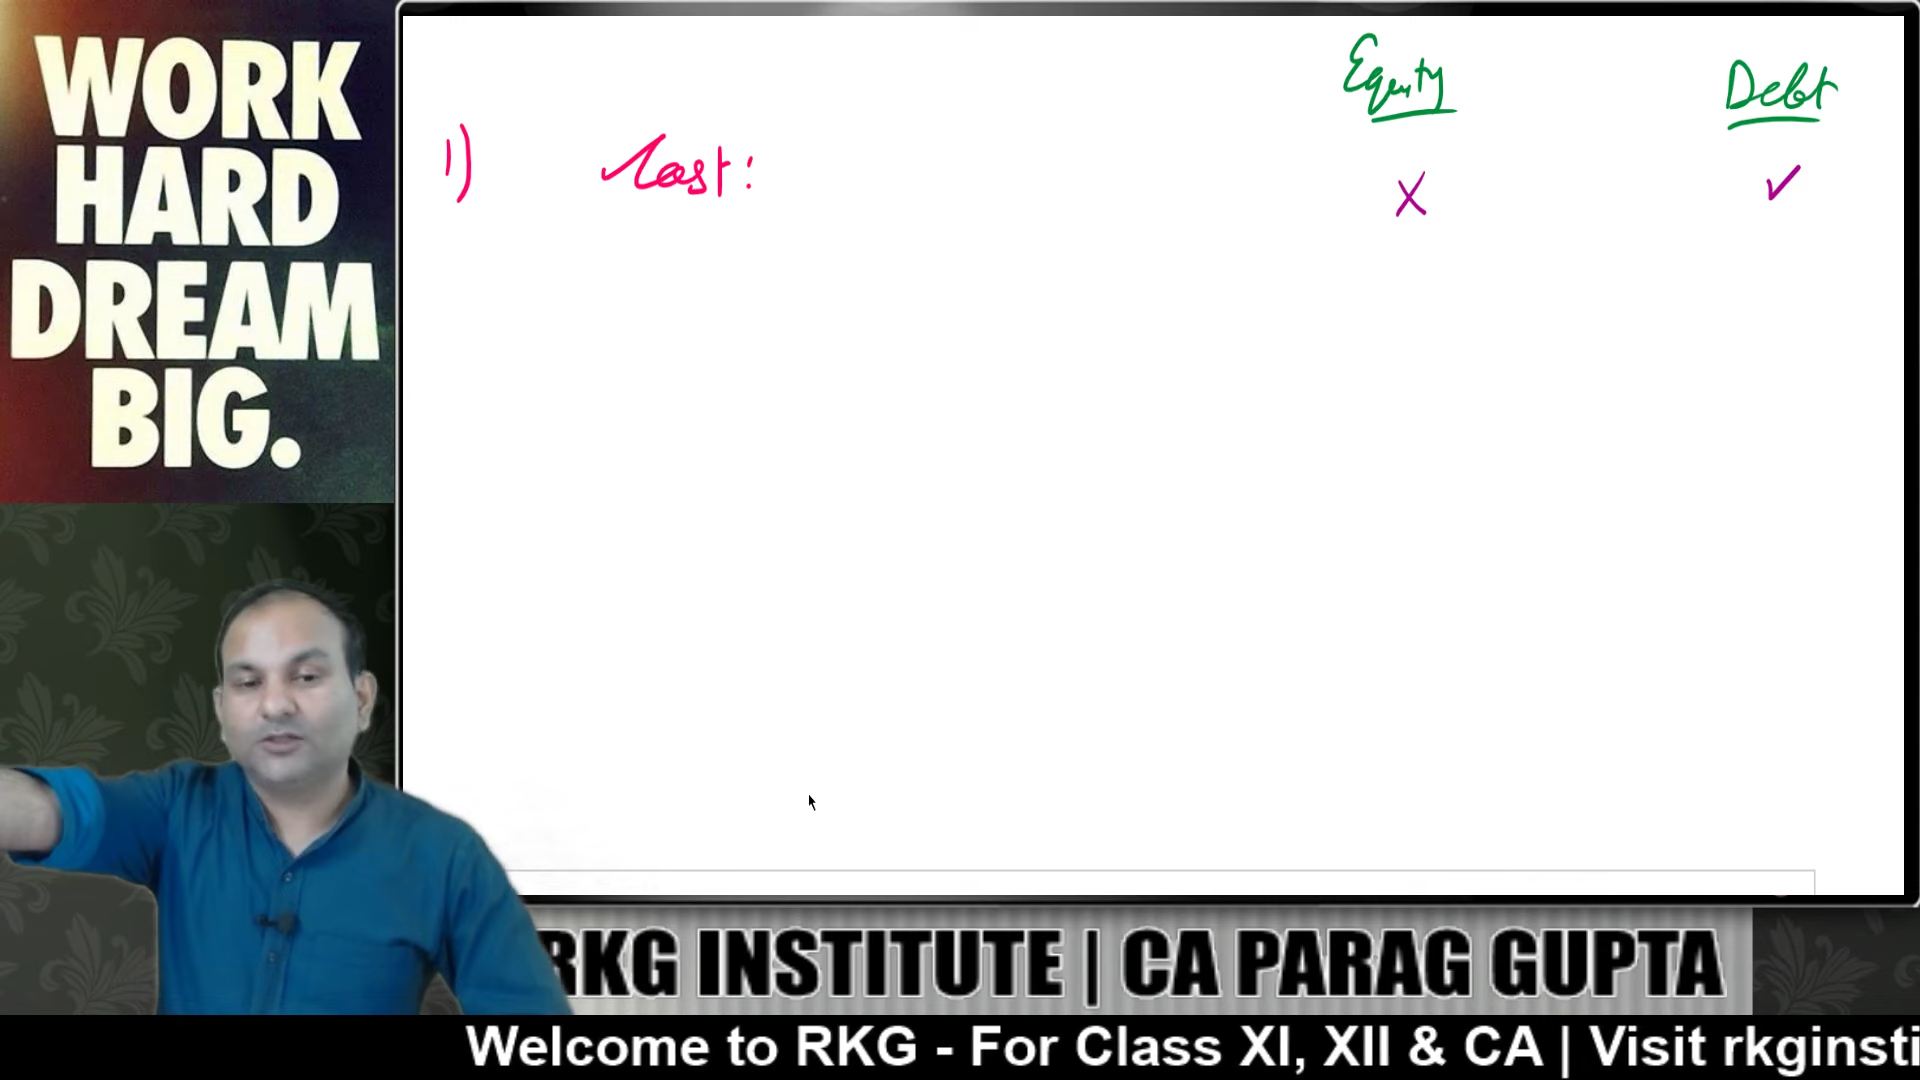 WORK
HARD
DREAM
BIG.
Equity Debt
1) Cost: X ✓
RKG INSTITUTE | CA PARAG GUPTA
Welcome to RKG - For Class XI, XII & CA | Visit rkginsti